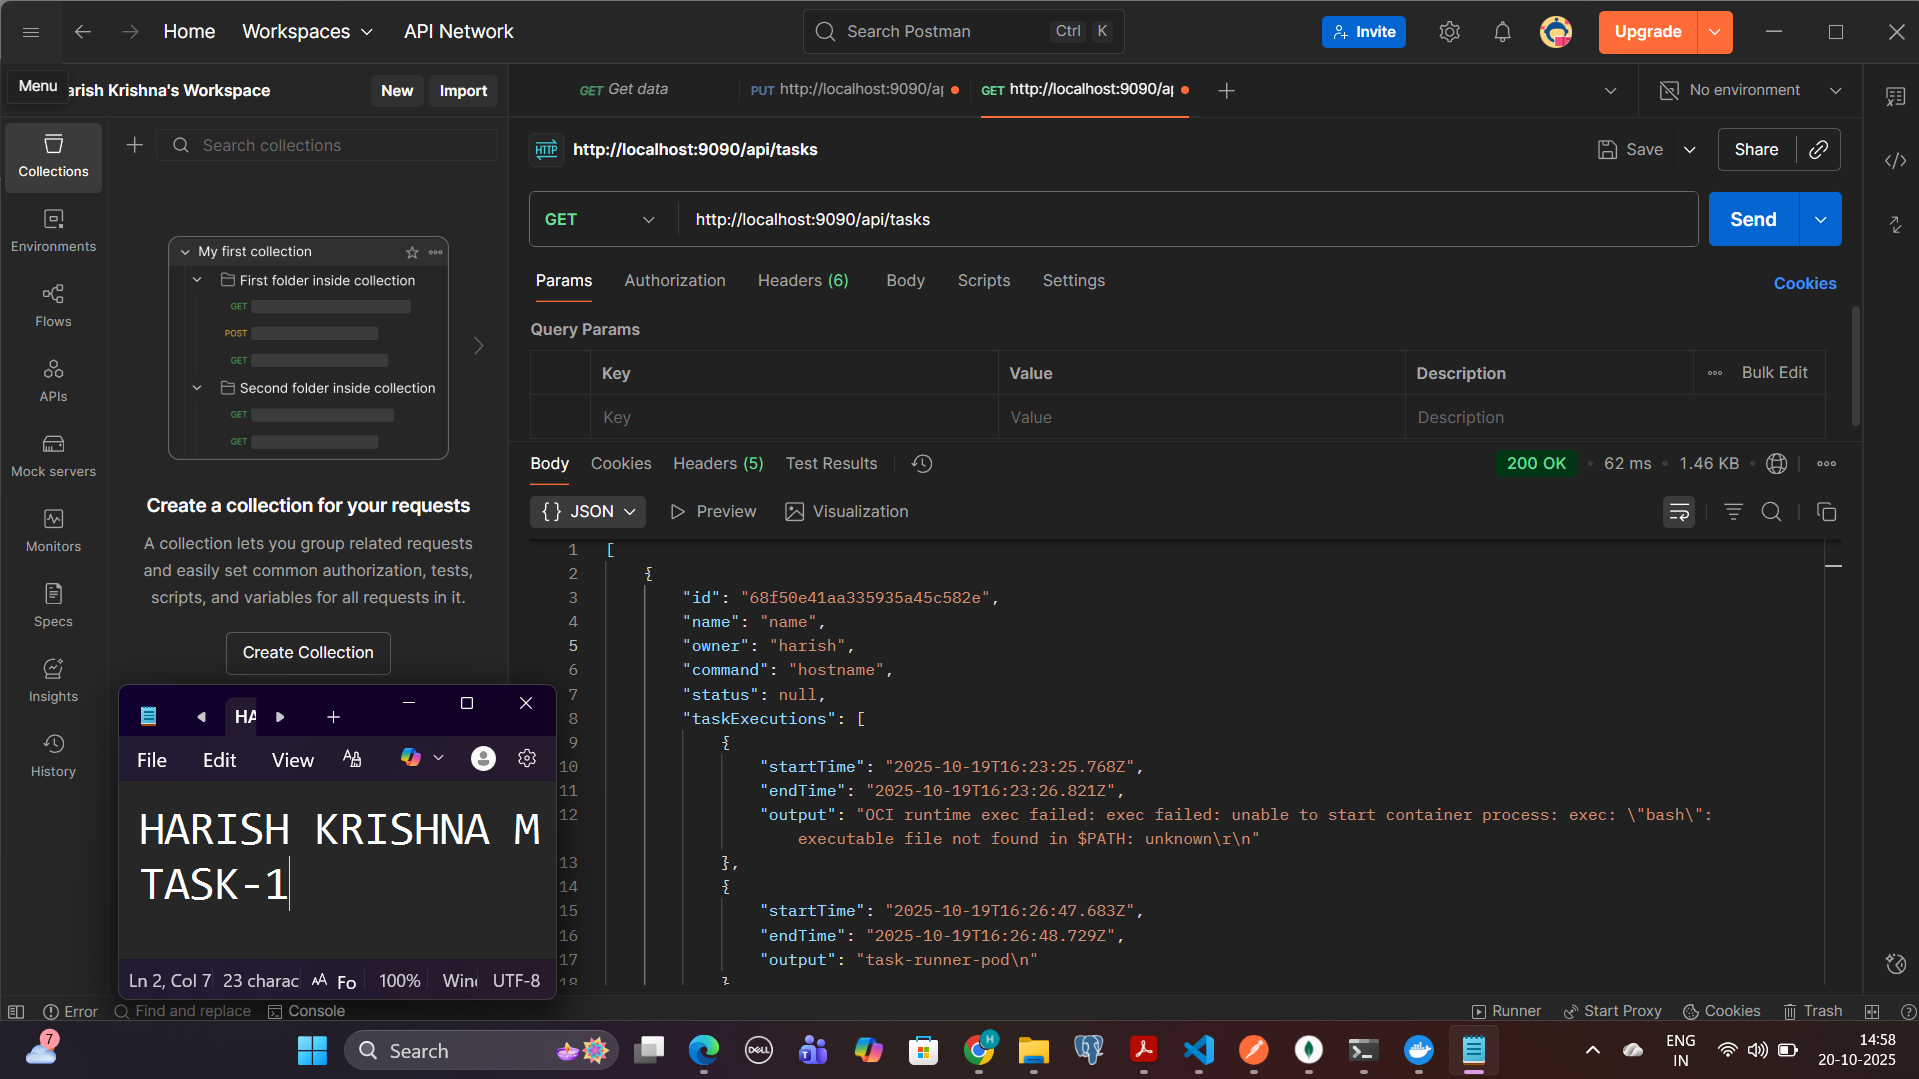 Home
Workspaces
API Network
Search Postman
Ctrl K
Invite
Upgrade
Menu
arish Krishna's Workspace
New
Import
GET Get data
PUT http://localhost:9090/a
GET http://localhost:9090/a
No environment
Collections
Search collections
HTTP http://localhost:9090/api/tasks
Save
Share
GET
http://localhost:9090/api/tasks
Send
Environments
Flows
APIs
Mock servers
Monitors
Specs
Insights
History
My first collection
First folder inside collection
GET
POST
GET
Second folder inside collection
GET
GET
Create a collection for your requests
A collection lets you group related requests
and easily set common authorization, tests,
scripts, and variables for all requests in it.
Create Collection
Params
Authorization
Headers (6)
Body
Scripts
Settings
Cookies
Query Params
Key
Value
Description
Bulk Edit
Key
Value
Description
Body
Cookies
Headers (5)
Test Results
200 OK
62 ms
1.46 KB
{} JSON
Preview
Visualization
1 [
2 {
3 "id": "68f50e41aa335935a45c582e",
4 "name": "name",
5 "owner": "harish",
6 "command": "hostname",
7 "status": null,
8 "taskExecutions": [
9 {
10 "startTime": "2025-10-19T16:23:25.768Z",
11 "endTime": "2025-10-19T16:23:26.821Z",
12 "output": "OCI runtime exec failed: exec failed: unable to start container process: exec: \"bash\":
executable file not found in $PATH: unknown\r\n"
13 },
14 {
15 "startTime": "2025-10-19T16:26:47.683Z",
16 "endTime": "2025-10-19T16:26:48.729Z",
17 "output": "task-runner-pod\n"
18 }
HA
File
Edit
View
HARISH KRISHNA M
TASK-1
Ln 2, Col 7
23 charac
Fo
100%
Win
UTF-8
Error
Find and replace
Console
Runner
Start Proxy
Cookies
Trash
7
Search
DELL
H
ENG
IN
14:58
20-10-2025